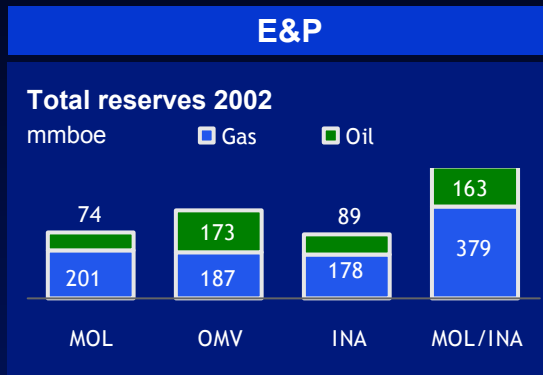 E&P
Total reserves 2002
mmboe Gas Oil
74 173 89 163
201 187 178 379
MOL OMV INA MOL/INA